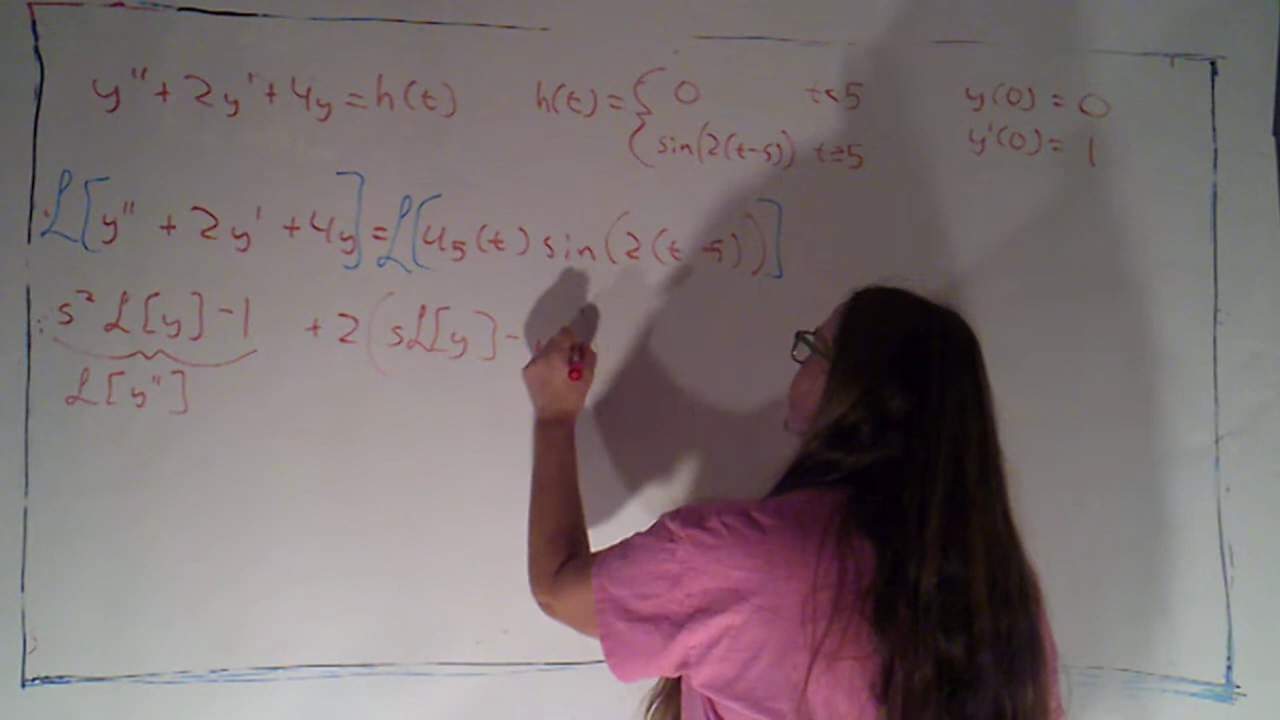 y" + 2y' + 4y = h(t) h(t) = { 0 t<5 y(0) = 0
sin(2(t-5)) t≥5 y'(0) = 1
ℒ[y" + 2y' + 4y] = ℒ[u₅(t) sin(2(t-5))]
s² ℒ[y] - 1 + 2(sℒ[y] -
ℒ[y"]